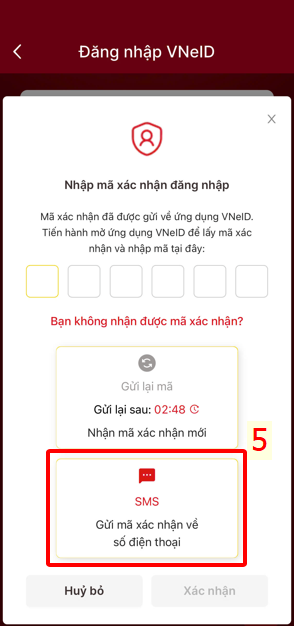 Đăng nhập VNeID
Nhập mã xác nhận đăng nhập
Mã xác nhận đã được gửi về ứng dụng VNeID.
Tiến hành mở ứng dụng VNeID để lấy mã xác
nhận và nhập mã tại đây:
Bạn không nhận được mã xác nhận?
Gửi lại mã
Gửi lại sau: 02:48
Nhận mã xác nhận mới
5
SMS
Gửi mã xác nhận về
số điện thoại
Huỷ bỏ
Xác nhận